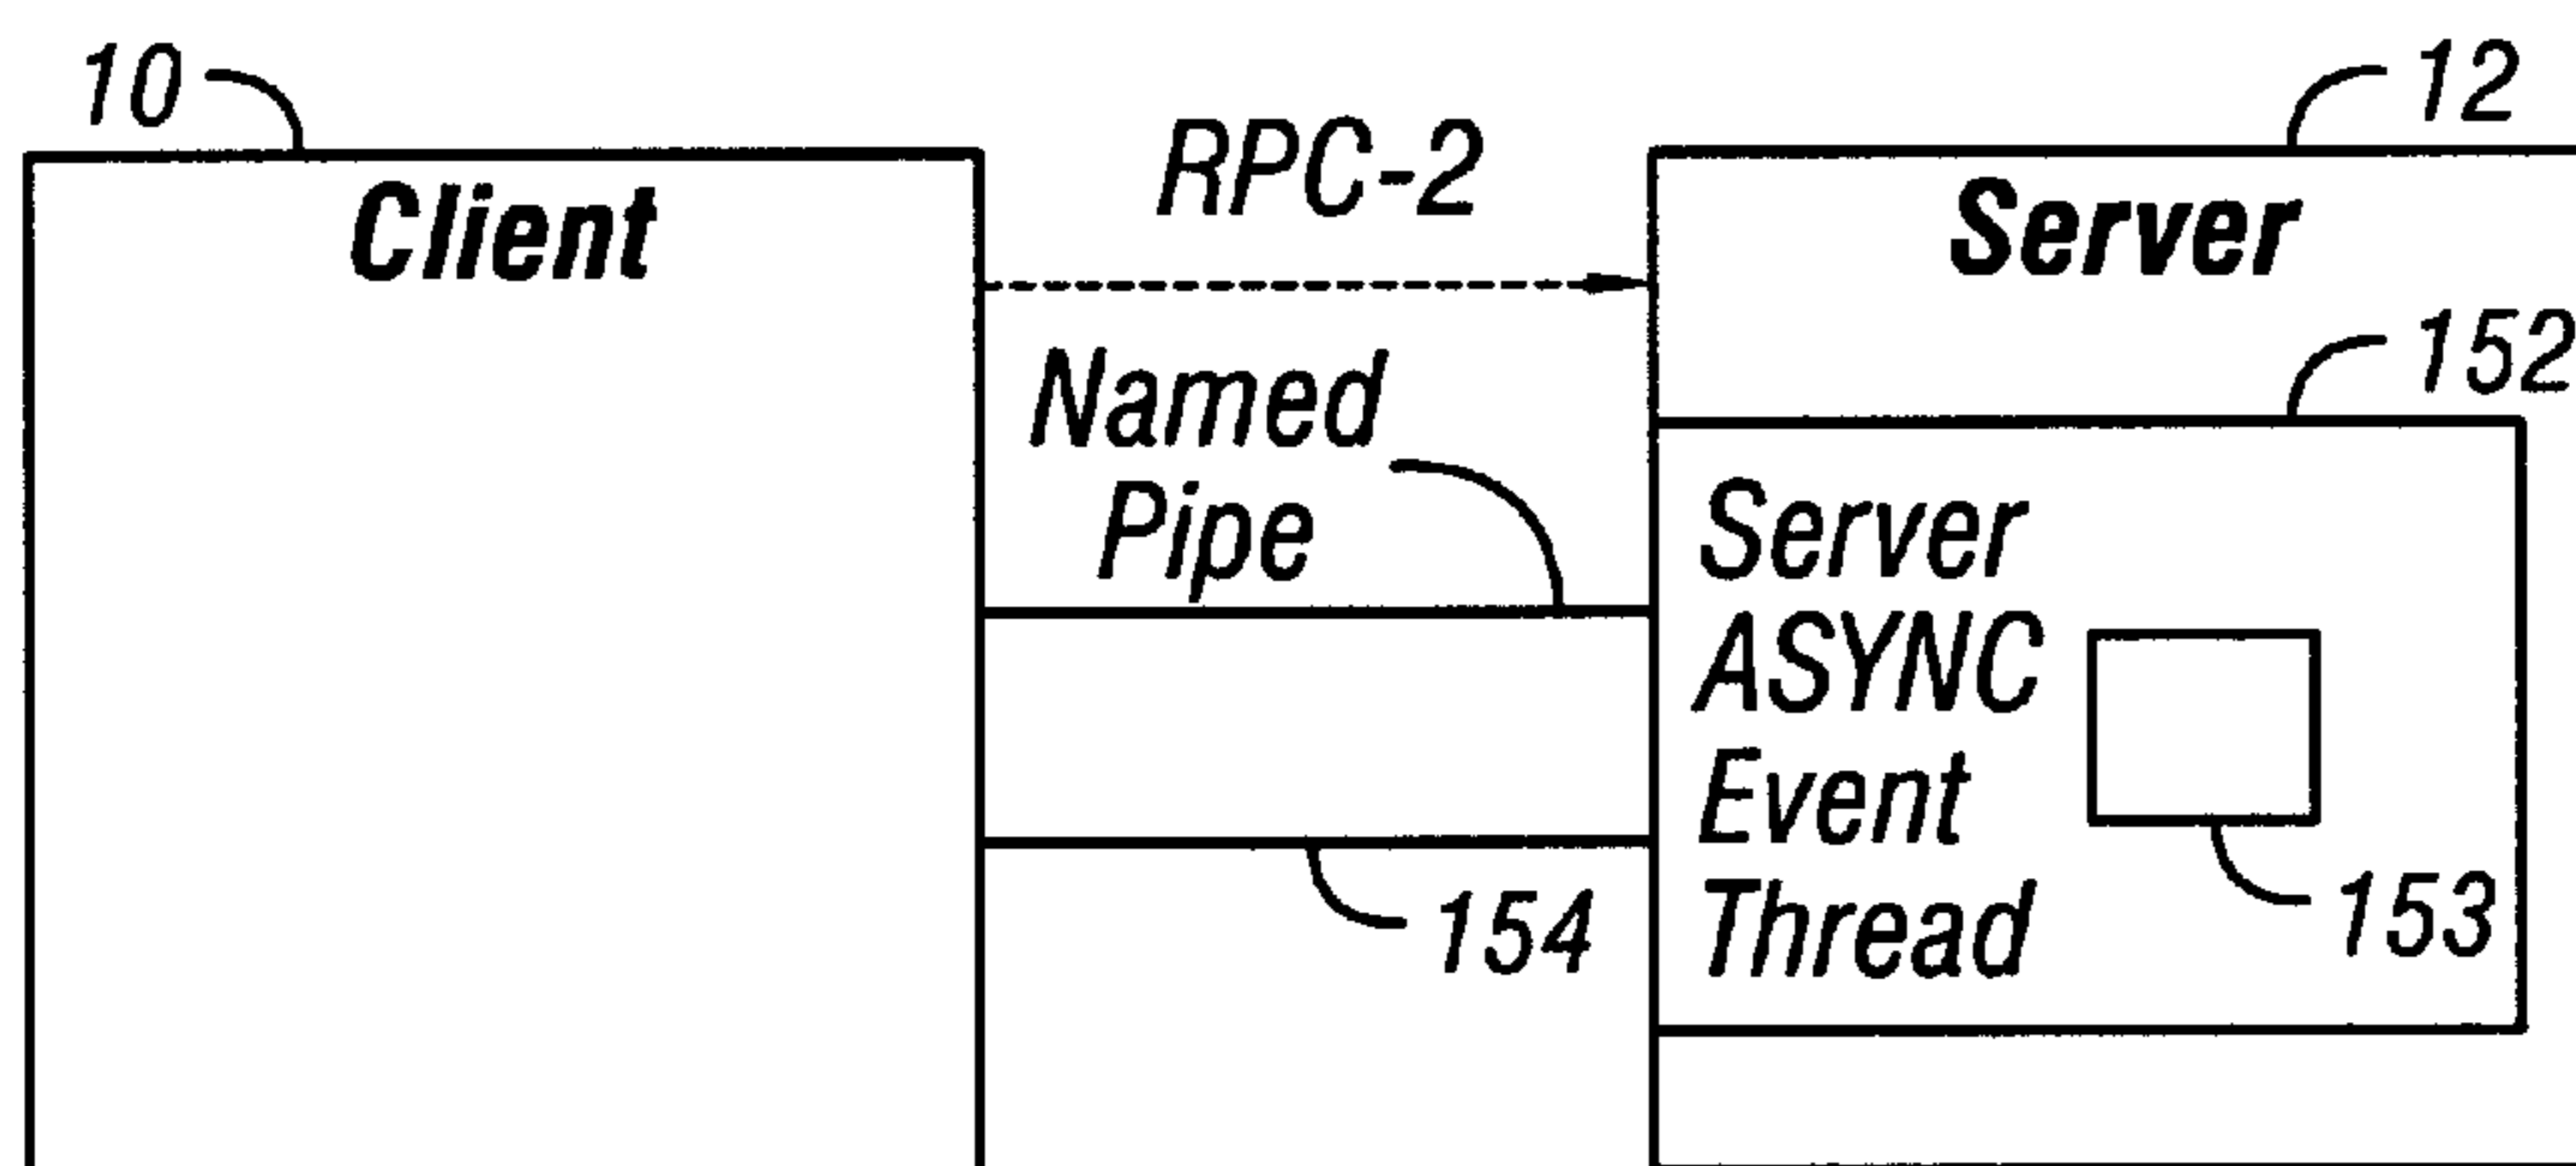 10
12
RPC-2
Client
Server
152
Named
Pipe
Server
ASYNC
Event
Thread
153
154